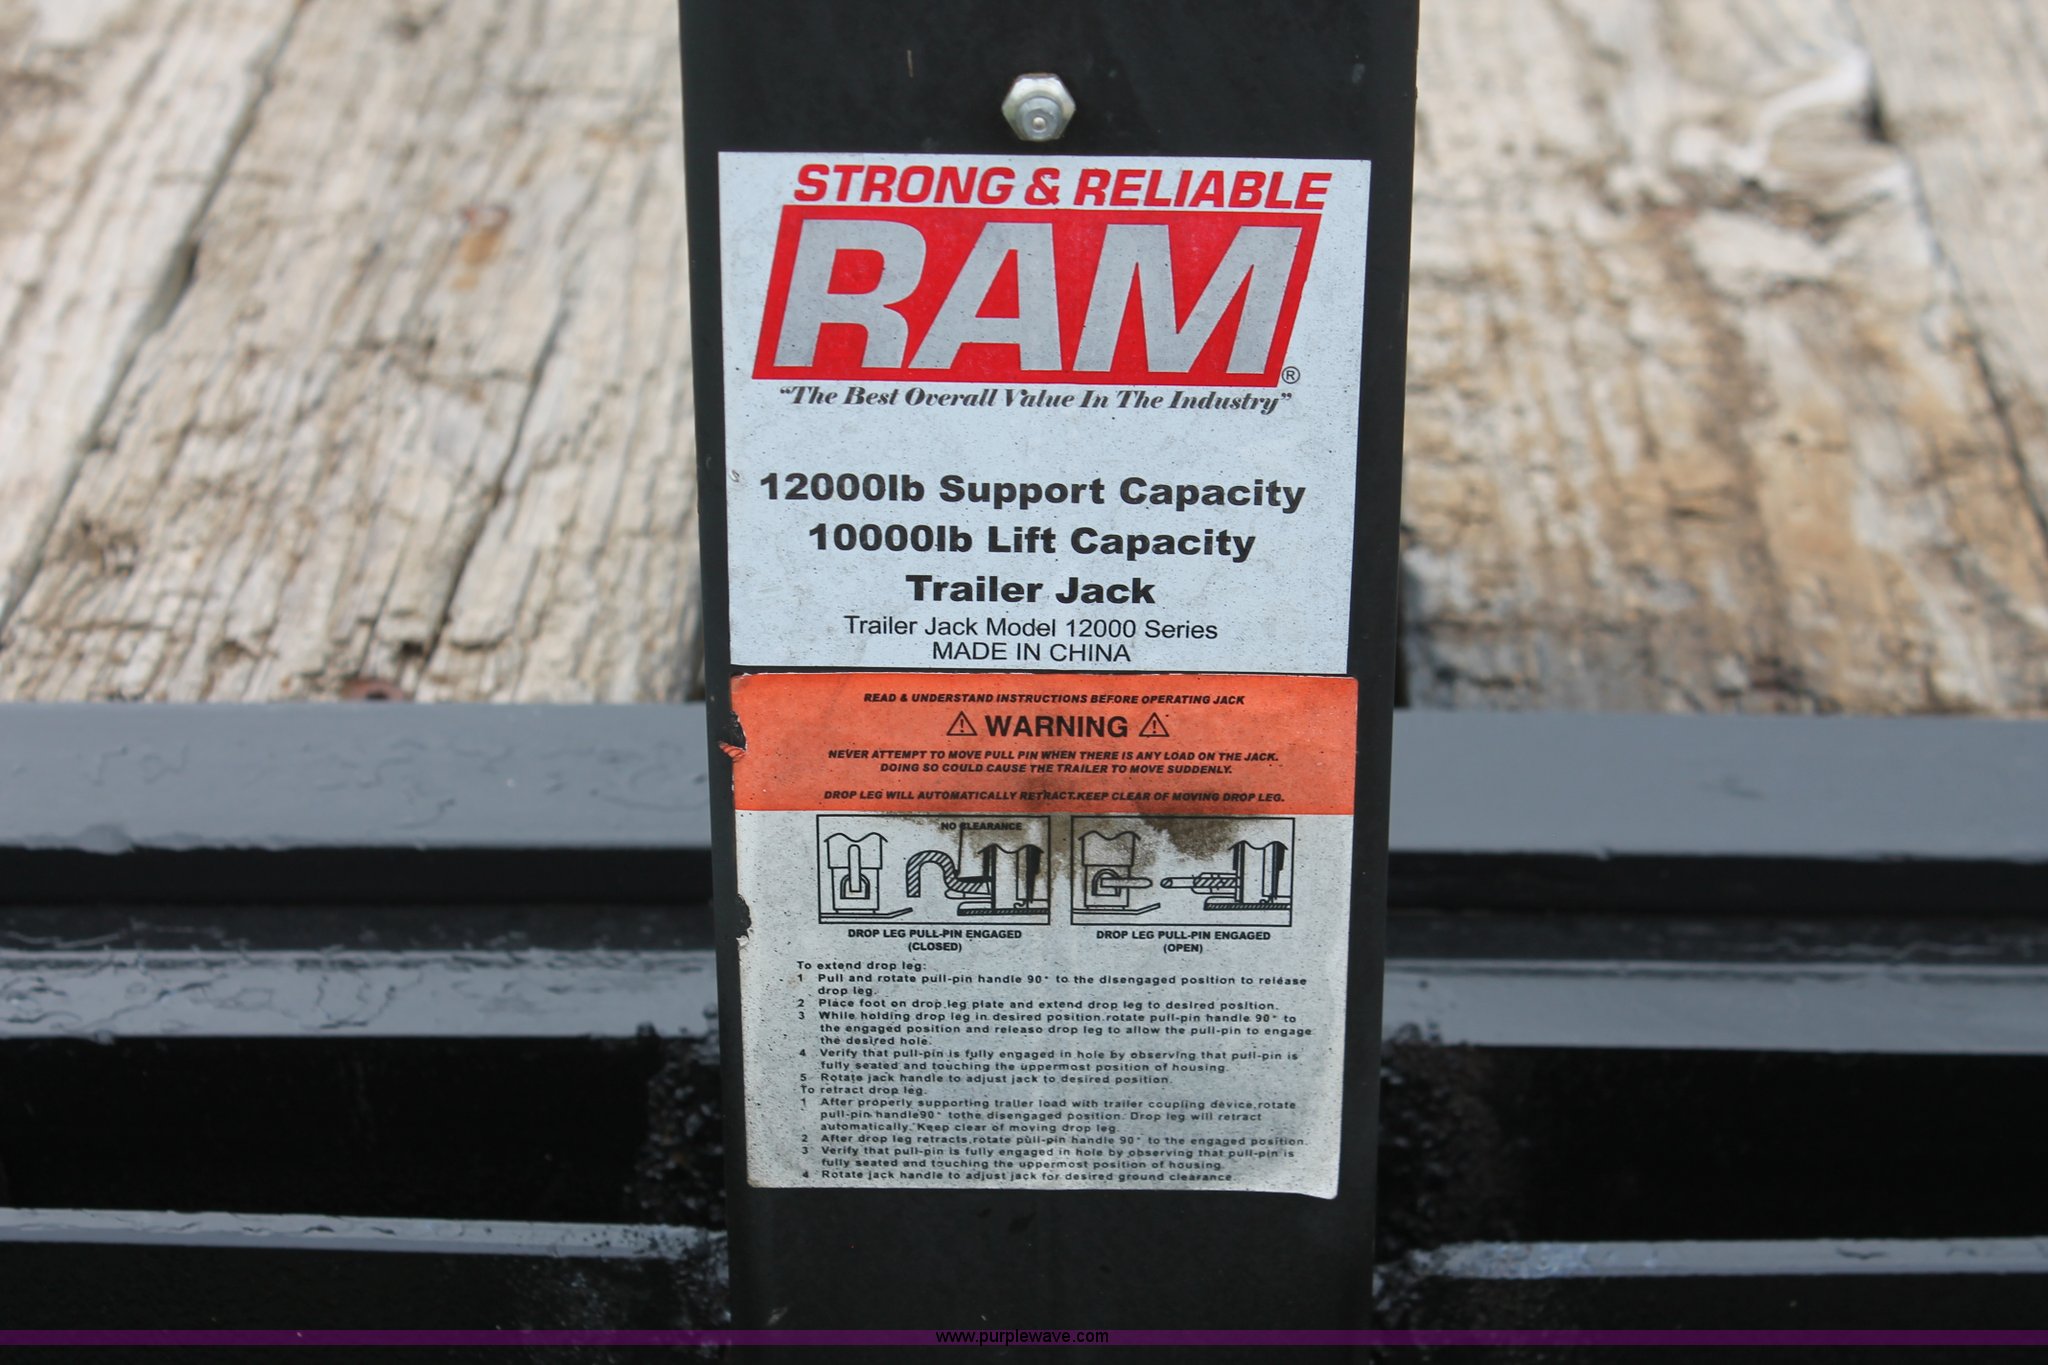 STRONG & RELIABLE
RAM®
“The Best Overall Value In The Industry”
12000lb Support Capacity
10000lb Lift Capacity
Trailer Jack
Trailer Jack Model 12000 Series
MADE IN CHINA
READ & UNDERSTAND INSTRUCTIONS BEFORE OPERATING JACK
WARNING
NEVER ATTEMPT TO MOVE PULL PIN WHEN THERE IS ANY LOAD ON THE JACK.
DOING SO COULD CAUSE THE TRAILER TO MOVE SUDDENLY.
DROP LEG WILL AUTOMATICALLY RETRACT.KEEP CLEAR OF MOVING DROP LEG.
NO CLEARANCE
DROP LEG PULL-PIN ENGAGED
(CLOSED)
DROP LEG PULL-PIN ENGAGED
(OPEN)
To extend drop leg:
1 Pull and rotate pull-pin handle 90° to the disengaged position to release
drop leg.
2 Place foot on drop leg plate and extend drop leg to desired position.
3 While holding drop leg in desired position.rotate pull-pin handle 90° to
the engaged position and releaso drop leg to allow the pull-pin to engage
the desired hole.
4 Verify that pull-pin is fully engaged in hole by observing that pull-pin is
fully seated and touching the uppermost position of housing.
5 Rotate jack handle to adjust jack to desired position.
To retract drop leg.
1 After properly supporting trailer load with trailer coupling device,rotate
pull-pin handle90° tothe disengaged position. Drop leg will retract
automatically. Keep clear of moving drop leg.
2 After drop leg retracts.rotate pull-pin handle 90° to the engaged position.
3 Verify that pull-pin is fully engaged in hole by observing that pull-pin is
fully seated and touching the uppermost position of housing.
4 Rotate jack handle to adjust jack for desired ground clearance.
www.purplewave.com